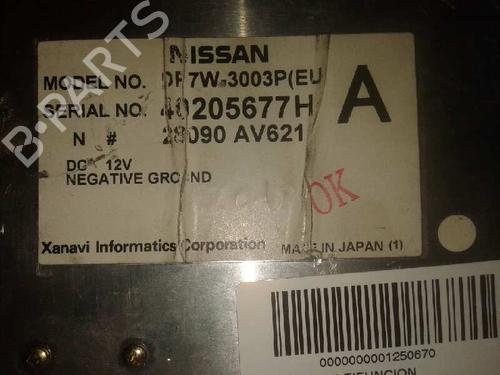 B-PARTS
NISSAN
MODEL NO. DP7W-3003P(EU
SERIAL NO. 40205677H
A
N # 28090 AV621
DC 12V
NEGATIVE GROUND
OK
Xanavi Informatics Corporation MADE IN JAPAN (1)
0000000001250670